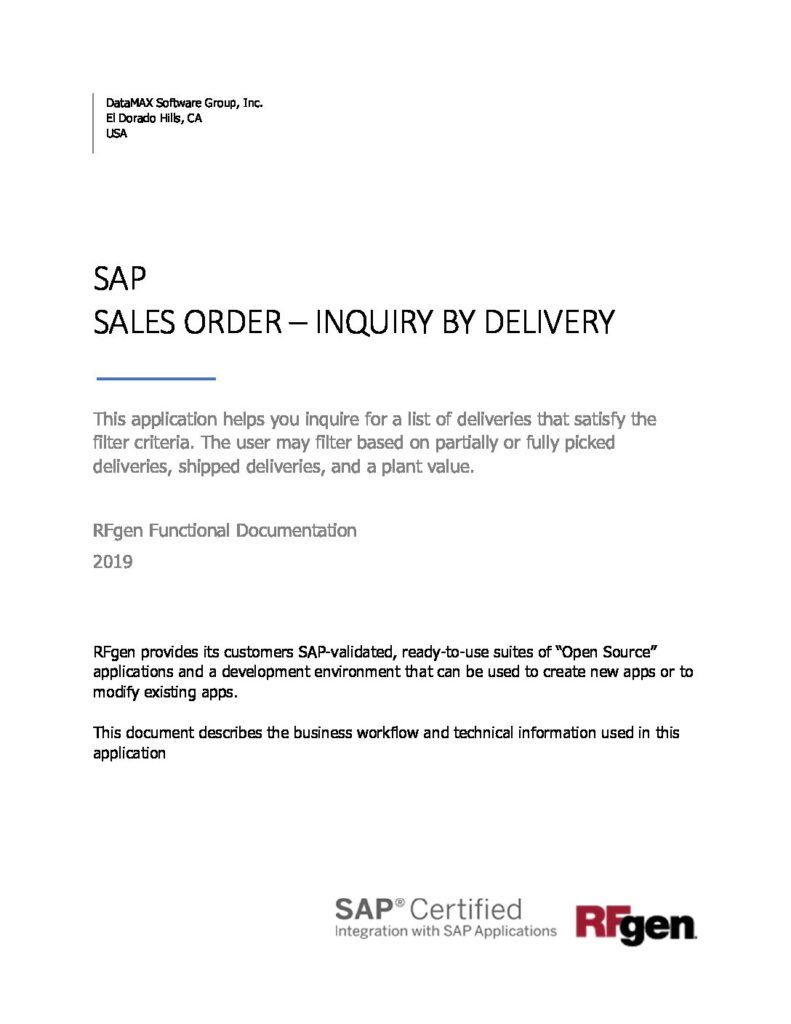 DataMAX Software Group, Inc.
El Dorado Hills, CA
USA
SAP
SALES ORDER – INQUIRY BY DELIVERY
This application helps you inquire for a list of deliveries that satisfy the
filter criteria. The user may filter based on partially or fully picked
deliveries, shipped deliveries, and a plant value.
RFgen Functional Documentation
2019
RFgen provides its customers SAP-validated, ready-to-use suites of “Open Source”
applications and a development environment that can be used to create new apps or to
modify existing apps.
This document describes the business workflow and technical information used in this
application
SAP® Certified
Integration with SAP Applications
RFgen